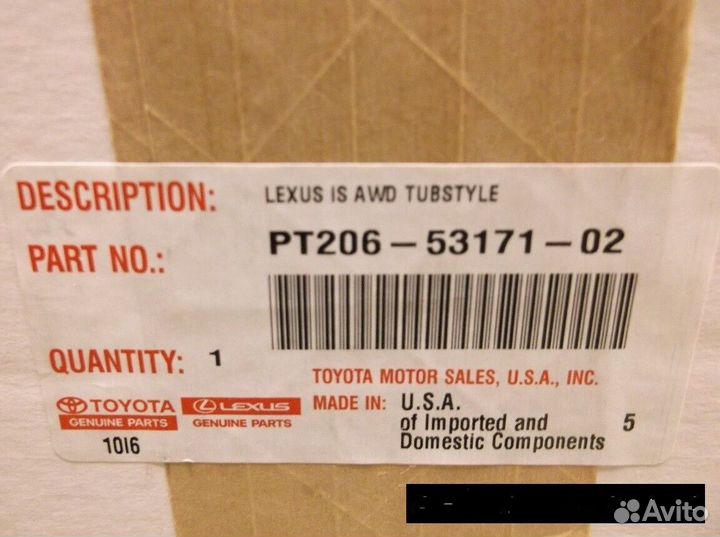 DESCRIPTION: LEXUS IS AWD TUBSTYLE
PART NO.: PT206-53171-02
QUANTITY: 1
TOYOTA MOTOR SALES, U.S.A., INC.
TOYOTA LEXUS MADE IN: U.S.A.
GENUINE PARTS GENUINE PARTS of Imported and 5
1016 Domestic Components
Avito